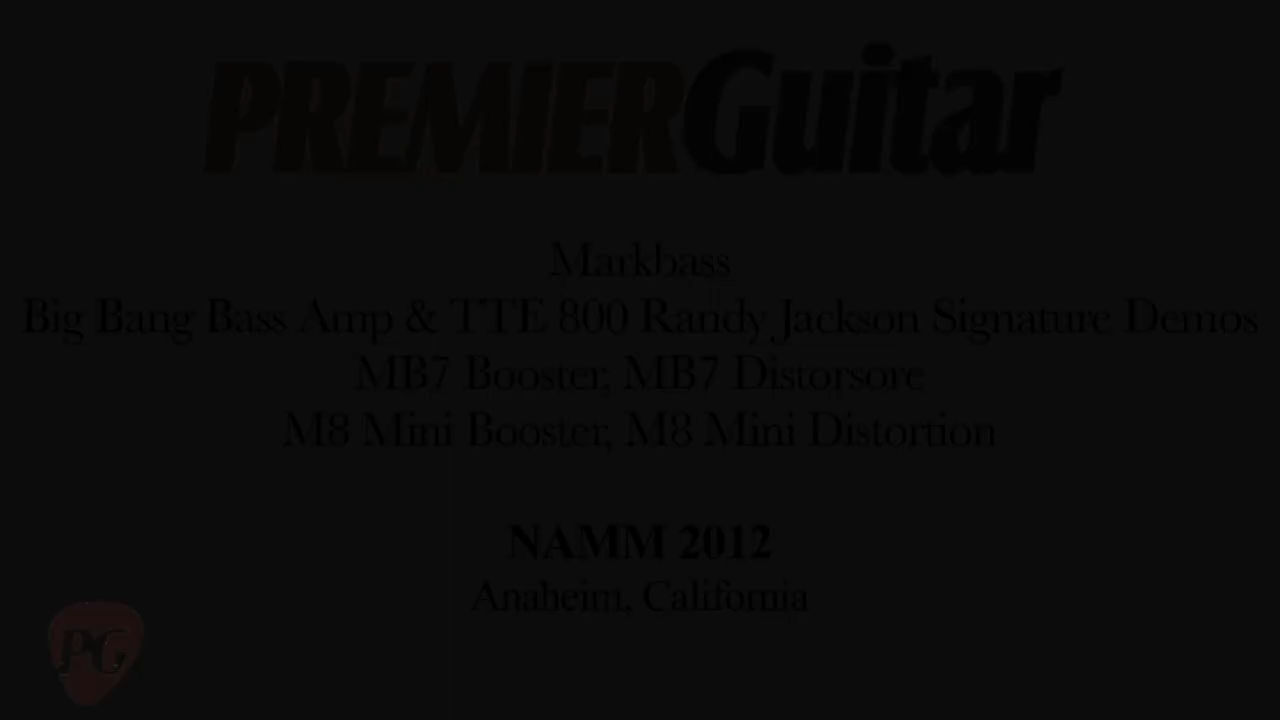 PREMIERGuitar
Markbass
Big Bang Bass Amp & TTE 800 Randy Jackson Signature Demos
MB7 Booster, MB7 Distorsore
M8 Mini Booster, M8 Mini Distortion
NAMM 2012
Anaheim, California
PG